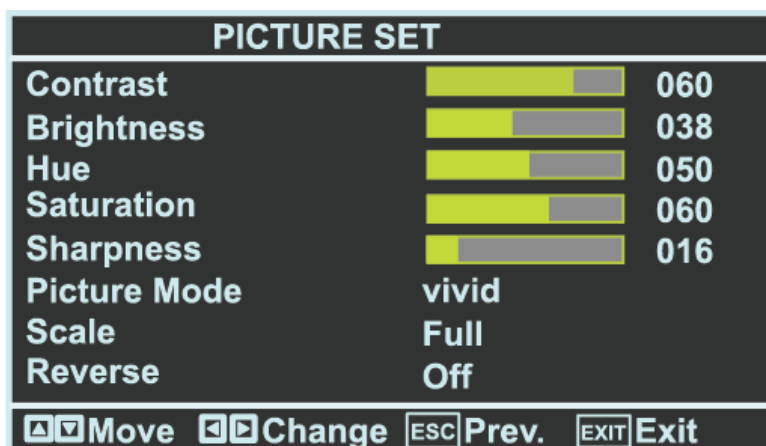 PICTURE SET
Contrast 060
Brightness 038
Hue 050
Saturation 060
Sharpness 016
Picture Mode vivid
Scale Full
Reverse Off
Move Change ESC Prev. EXIT Exit